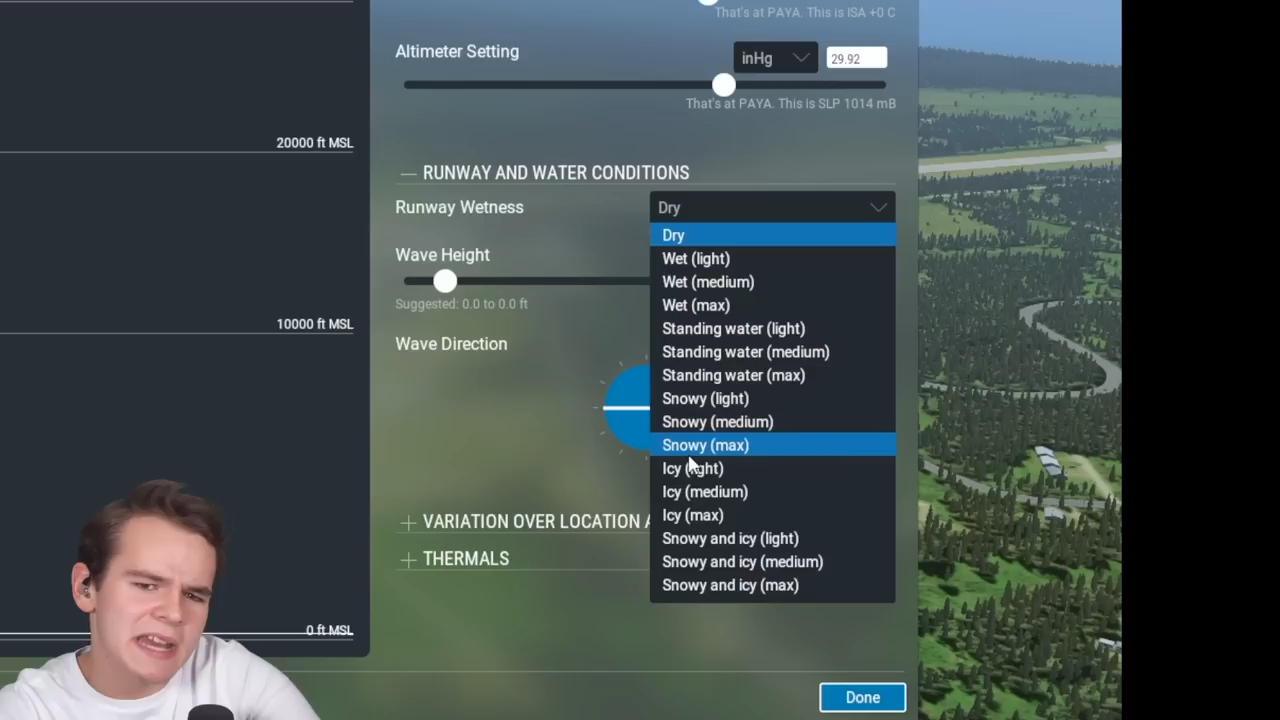 That's at PAYA. This is ISA +0 C
Altimeter Setting
inHg
29.92
That's at PAYA. This is SLP 1014 mB
20000 ft MSL
RUNWAY AND WATER CONDITIONS
Runway Wetness
Dry
Dry
Wet (light)
Wave Height
Wet (medium)
Wet (max)
Suggested: 0.0 to 0.0 ft
10000 ft MSL
Standing water (light)
Wave Direction
Standing water (medium)
Standing water (max)
Snowy (light)
Snowy (medium)
Snowy (max)
Icy (light)
Icy (medium)
Icy (max)
VARIATION OVER LOCATION
Snowy and icy (light)
THERMALS
Snowy and icy (medium)
Snowy and icy (max)
0 ft MSL
Done